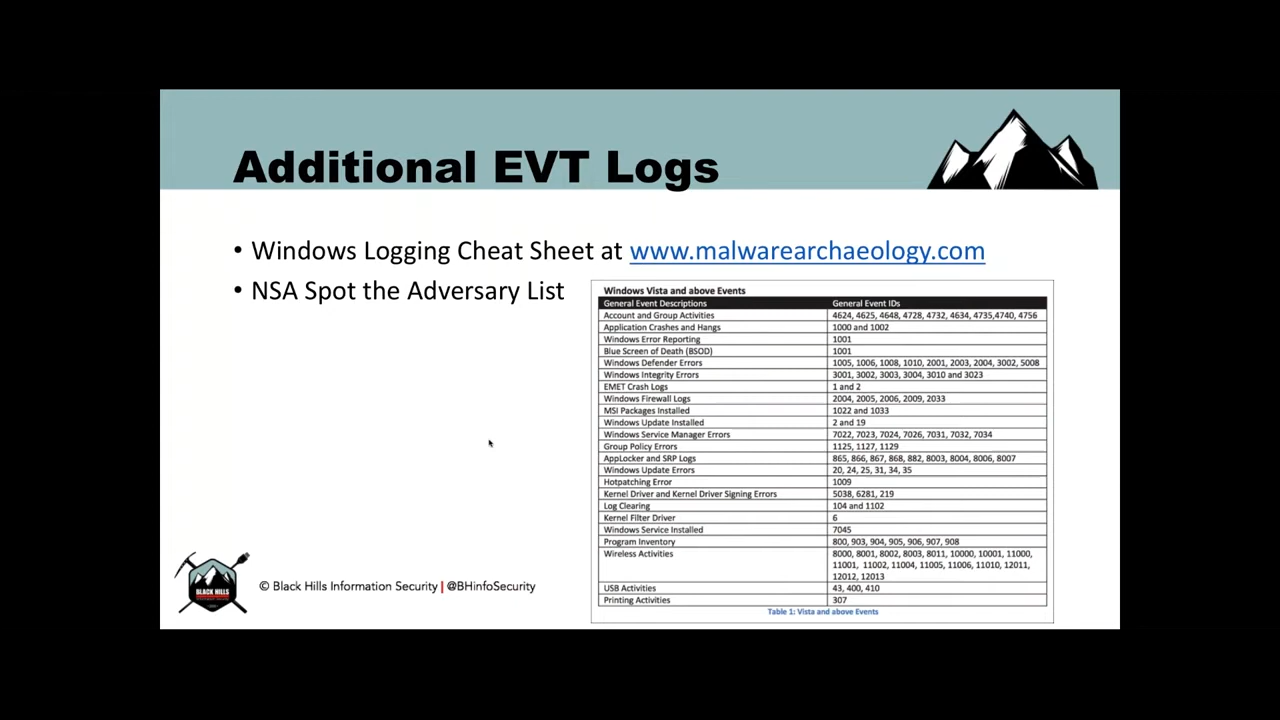 Additional EVT Logs
• Windows Logging Cheat Sheet at www.malwarearchaeology.com
• NSA Spot the Adversary List
Windows Vista and above Events
General Event Descriptions General Event IDs
Account and Group Activities 4624, 4625, 4648, 4728, 4732, 4634, 4735,4740, 4756
Application Crashes and Hangs 1000 and 1002
Windows Error Reporting 1001
Blue Screen of Death (BSOD) 1001
Windows Defender Errors 1005, 1006, 1008, 1010, 2001, 2003, 2004, 3002, 5008
Windows Integrity Errors 3001, 3002, 3003, 3004, 3010 and 3023
EMET Crash Logs 1 and 2
Windows Firewall Logs 2004, 2005, 2006, 2009, 2033
MSI Packages Installed 1022 and 1033
Windows Update Installed 2 and 19
Windows Service Manager Errors 7022, 7023, 7024, 7026, 7031, 7032, 7034
Group Policy Errors 1125, 1127, 1129
AppLocker and SRP Logs 865, 866, 867, 868, 882, 8003, 8004, 8006, 8007
Windows Update Errors 20, 24, 25, 31, 34, 35
Hotpatching Error 1009
Kernel Driver and Kernel Driver Signing Errors 5038, 6281, 219
Log Clearing 104 and 1102
Kernel Filter Driver 6
Windows Service Installed 7045
Program Inventory 800, 903, 904, 905, 906, 907, 908
Wireless Activities 8000, 8001, 8002, 8003, 8011, 10000, 10001, 11000,
11001, 11002, 11004, 11005, 11006, 11010, 12011,
12012, 12013
USB Activities 43, 400, 410
Printing Activities 307
Table 1: Vista and above Events
BLACK HILLS
© Black Hills Information Security | @BHinfoSecurity